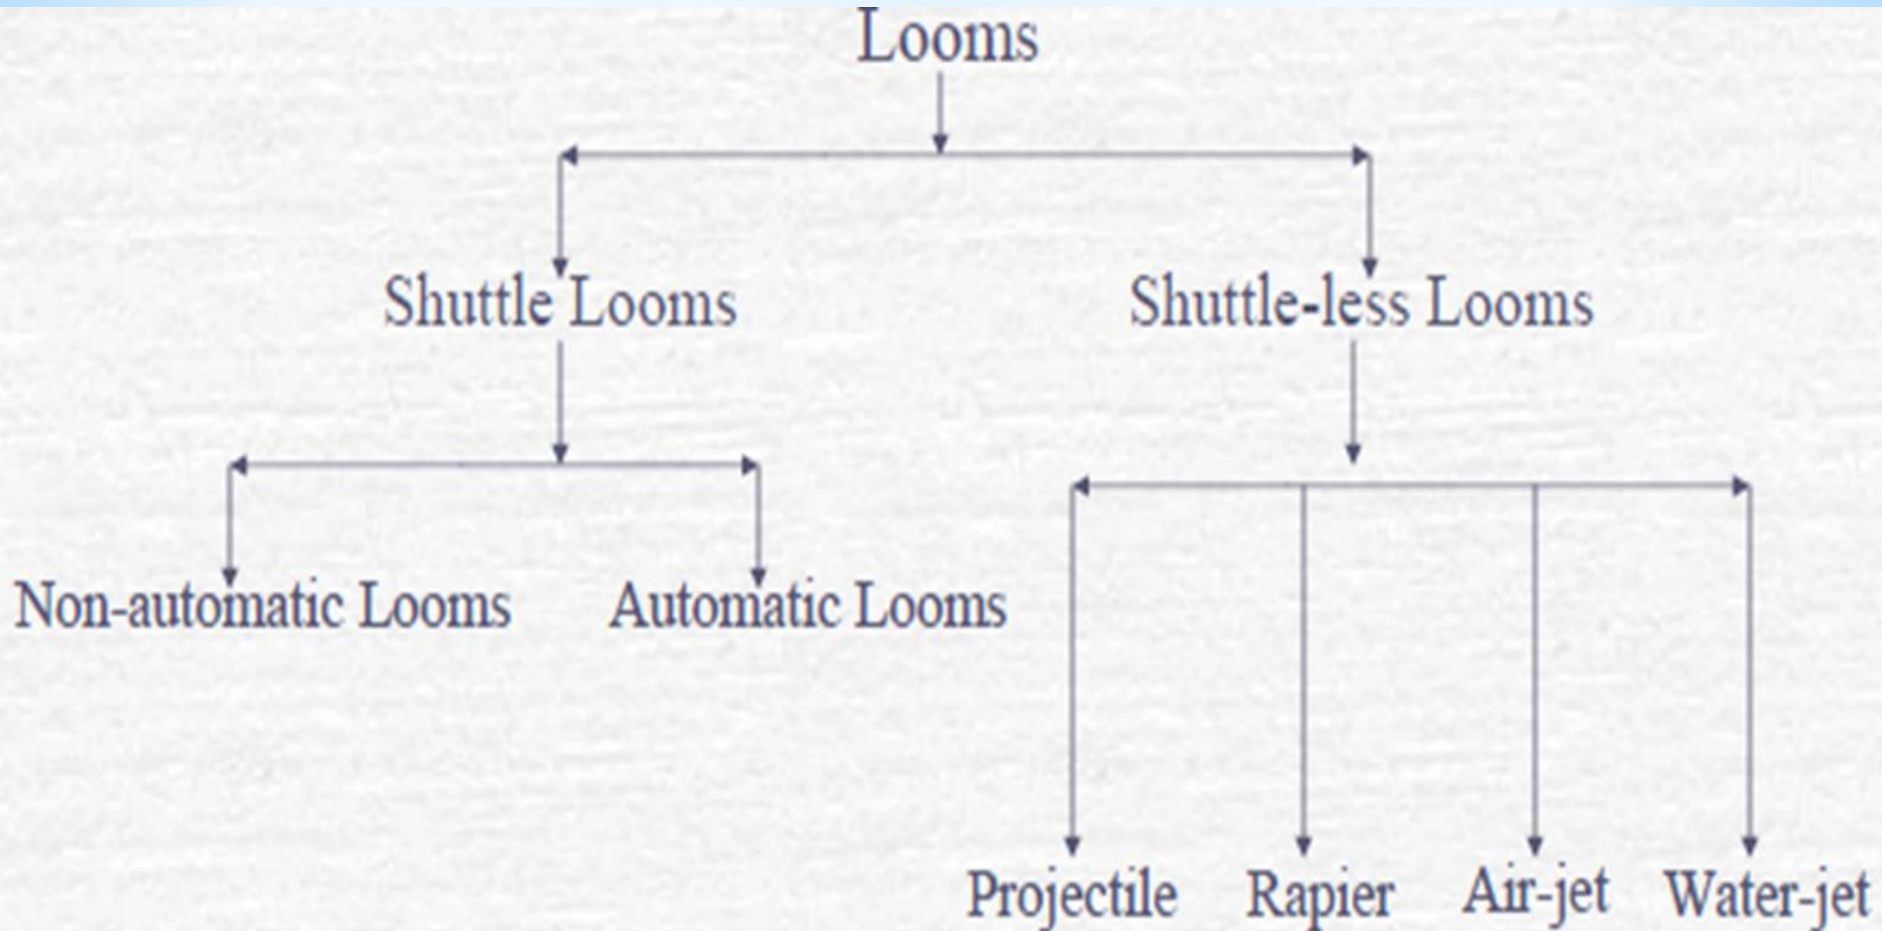 Looms
Shuttle Looms
Shuttle-less Looms
Non-automatic Looms
Automatic Looms
Projectile
Rapier
Air-jet
Water-jet